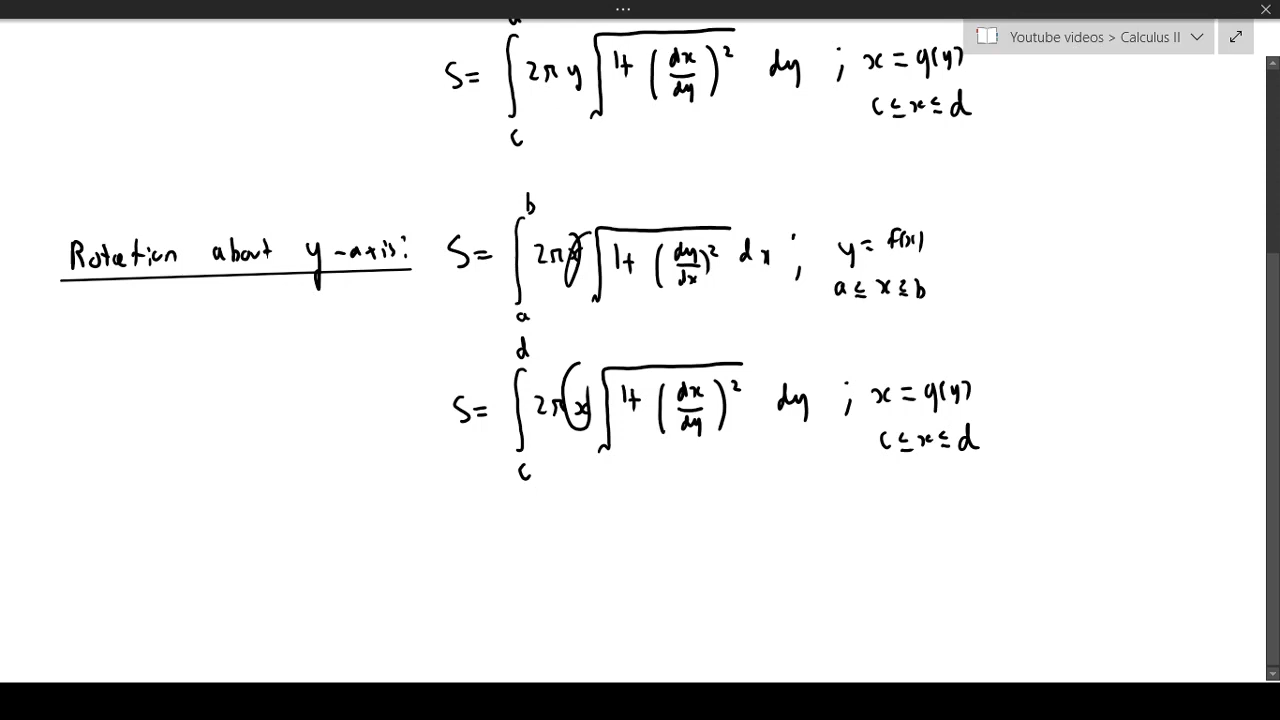 ...
Youtube videos > Calculus II
S= ∫_c^d 2π y √(1+ (dx/dy)²) dy ; x = g(y)
c ≤ x ≤ d
Rotation about y-axis: S= ∫_a^b 2π √(1+ (dy/dx)²) dx ; y = f(x)
a ≤ x ≤ b
S= ∫_c^d 2π x √(1+ (dx/dy)²) dy ; x = g(y)
c ≤ x ≤ d